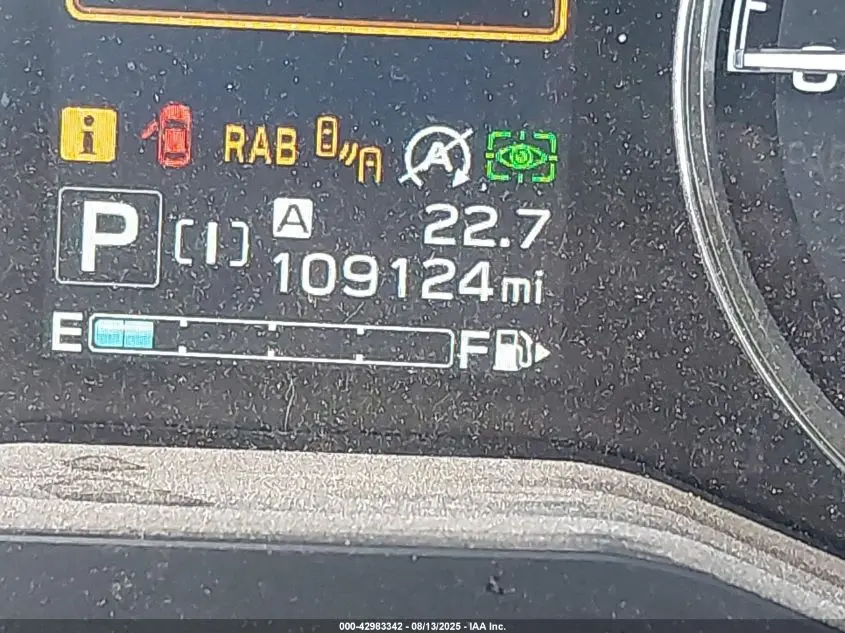 i RAB A
P [I] A 22.7
109124mi
E F
000-42983342 - 08/13/2025 - IAA Inc.